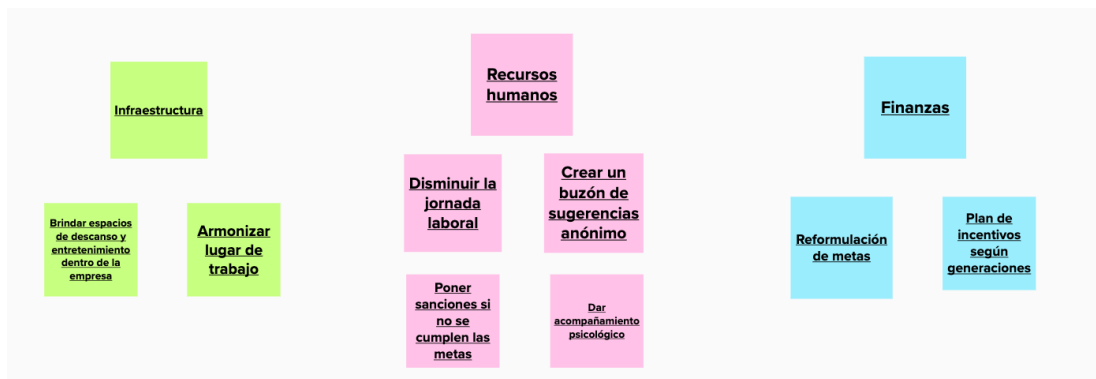 Infraestructura
Brindar espacios
de descanso y
entretenimiento
dentro de la
empresa
Armonizar
lugar de
trabajo
Recursos
humanos
Disminuir la
jornada
laboral
Crear un
buzón de
sugerencias
anónimo
Poner
sanciones si
no se
cumplen las
metas
Dar
acompañamiento
psicológico
Finanzas
Reformulación
de metas
Plan de
incentivos
según
generaciones